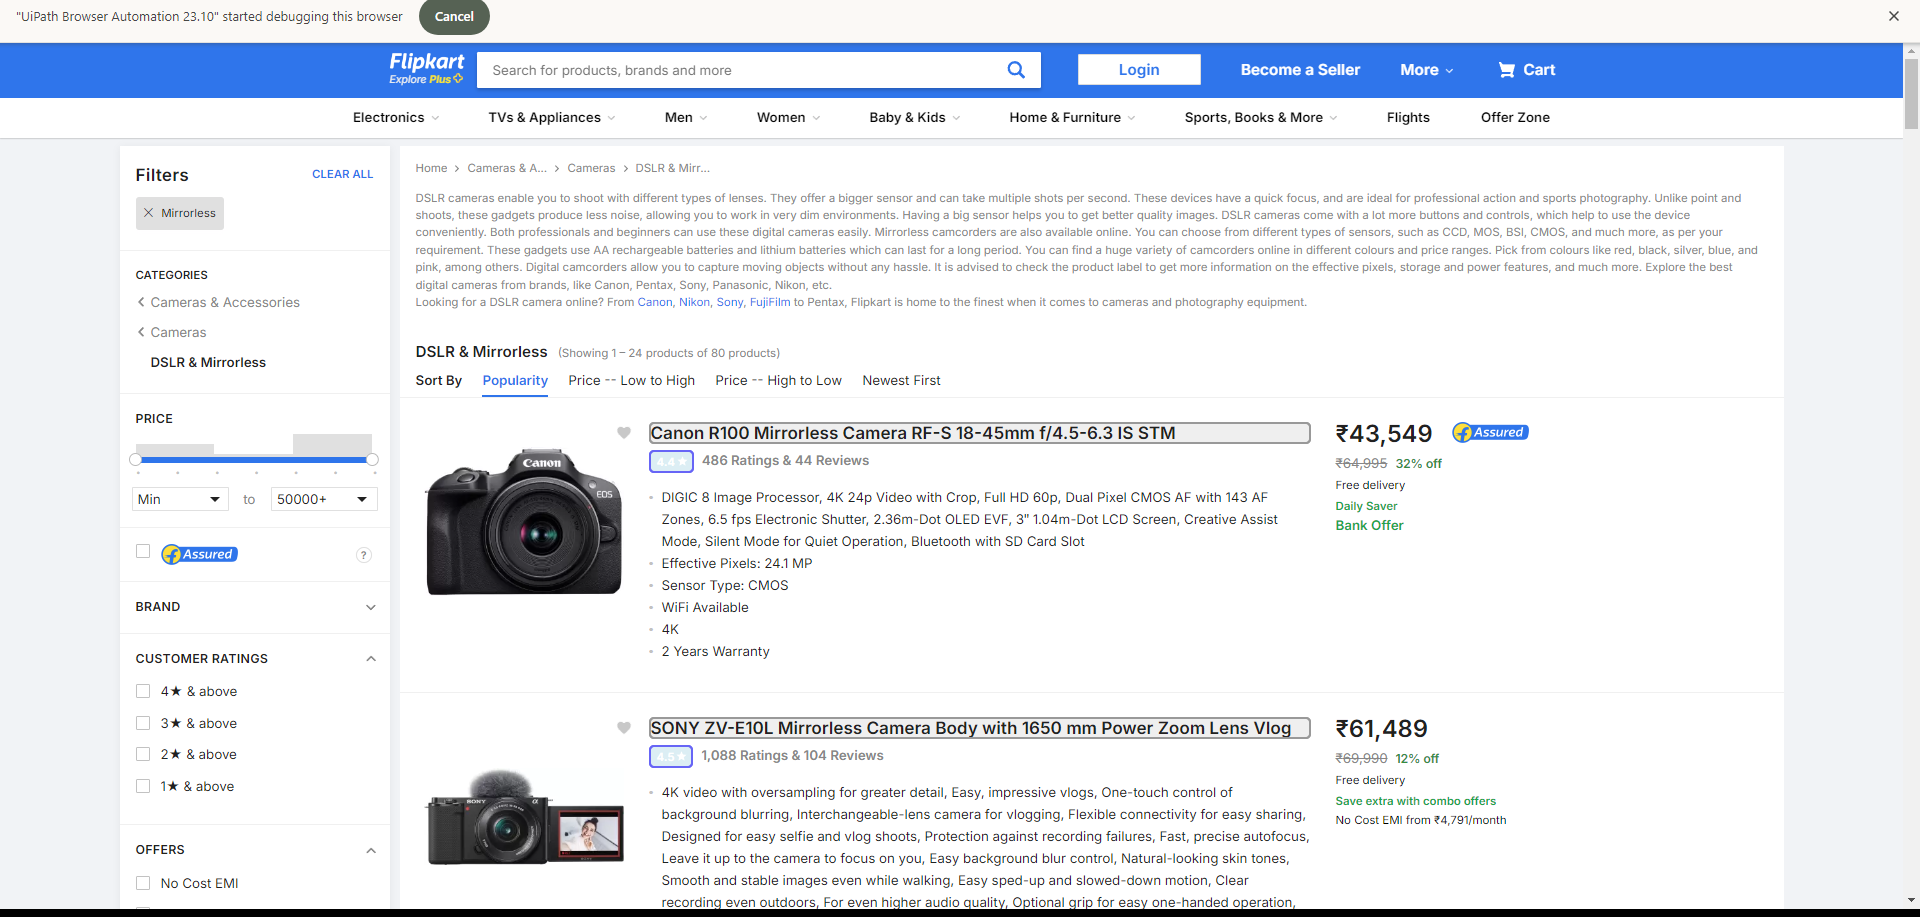 "UiPath Browser Automation 23.10" started debugging this browser
Cancel
Flipkart
Explore Plus
Search for products, brands and more
Login
Become a Seller
More
Cart
Electronics
TVs & Appliances
Men
Women
Baby & Kids
Home & Furniture
Sports, Books & More
Flights
Offer Zone
Filters
CLEAR ALL
Mirrorless
CATEGORIES
Cameras & Accessories
Cameras
DSLR & Mirrorless
PRICE
Min
to
50000+
Assured
?
BRAND
CUSTOMER RATINGS
4★ & above
3★ & above
2★ & above
1★ & above
OFFERS
No Cost EMI
Home
Cameras & A...
Cameras
DSLR & Mirr...
DSLR cameras enable you to shoot with different types of lenses. They offer a bigger sensor and can take multiple shots per second. These devices have a quick focus, and are ideal for professional action and sports photography. Unlike point and
shoots, these gadgets produce less noise, allowing you to work in very dim environments. Having a big sensor helps you to get better quality images. DSLR cameras come with a lot more buttons and controls, which help to use the device
conveniently. Both professionals and beginners can use these digital cameras easily. Mirrorless camcorders are also available online. You can choose from different types of sensors, such as CCD, MOS, BSI, CMOS, and much more, as per your
requirement. These gadgets use AA rechargeable batteries and lithium batteries which can last for a long period. You can find a huge variety of camcorders online in different colours and price ranges. Pick from colours like red, black, silver, blue, and
pink, among others. Digital camcorders allow you to capture moving objects without any hassle. It is advised to check the product label to get more information on the effective pixels, storage and power features, and much more. Explore the best
digital cameras from brands, like Canon, Pentax, Sony, Panasonic, Nikon, etc.
Looking for a DSLR camera online? From Canon, Nikon, Sony, FujiFilm to Pentax, Flipkart is home to the finest when it comes to cameras and photography equipment.
DSLR & Mirrorless (Showing 1 – 24 products of 80 products)
Sort By
Popularity
Price -- Low to High
Price -- High to Low
Newest First
Canon
EOS
Canon R100 Mirrorless Camera RF-S 18-45mm f/4.5-6.3 IS STM
4.4★
486 Ratings & 44 Reviews
DIGIC 8 Image Processor, 4K 24p Video with Crop, Full HD 60p, Dual Pixel CMOS AF with 143 AF
Zones, 6.5 fps Electronic Shutter, 2.36m-Dot OLED EVF, 3" 1.04m-Dot LCD Screen, Creative Assist
Mode, Silent Mode for Quiet Operation, Bluetooth with SD Card Slot
Effective Pixels: 24.1 MP
Sensor Type: CMOS
WiFi Available
4K
2 Years Warranty
₹43,549
Assured
₹64,995 32% off
Free delivery
Daily Saver
Bank Offer
SONY
SONY ZV-E10L Mirrorless Camera Body with 1650 mm Power Zoom Lens Vlog
4.5★
1,088 Ratings & 104 Reviews
4K video with oversampling for greater detail, Easy, impressive vlogs, One-touch control of
background blurring, Interchangeable-lens camera for vlogging, Flexible connectivity for easy sharing,
Designed for easy selfie and vlog shoots, Protection against recording failures, Fast, precise autofocus,
Leave it up to the camera to focus on you, Easy background blur control, Natural-looking skin tones,
Smooth and stable images even while walking, Easy sped-up and slowed-down motion, Clear
recording even outdoors, For even higher audio quality, Optional grip for easy one-handed operation,
₹61,489
₹69,990 12% off
Free delivery
Save extra with combo offers
No Cost EMI from ₹4,791/month